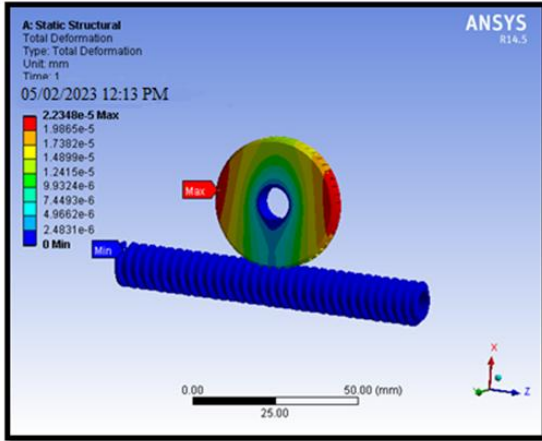 A: Static Structural
Total Deformation
Type: Total Deformation
Unit: mm
Time: 1
05/02/2023 12:13 PM
2.2348e-5 Max
1.9865e-5
1.7382e-5
1.4899e-5
1.2415e-5
9.9324e-6
7.4493e-6
4.9662e-6
2.4831e-6
0 Min
ANSYS
R14.5
Max
Min
0.00
50.00 (mm)
25.00
X
Y
Z